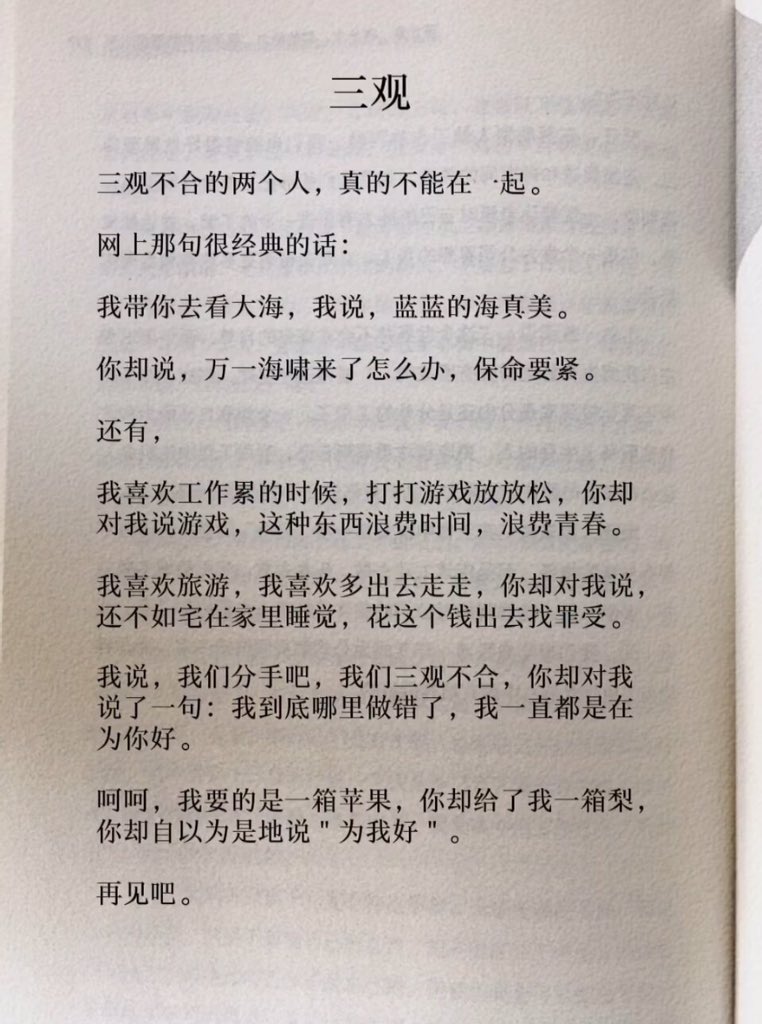 三观
三观不合的两个人，真的不能在一起。
网上那句很经典的话：
我带你去看大海，我说，蓝蓝的海真美。
你却说，万一海啸来了怎么办，保命要紧。
还有，
我喜欢工作累的时候，打打游戏放放松，你却
对我说游戏，这种东西浪费时间，浪费青春。
我喜欢旅游，我喜欢多出去走走，你却对我说，
还不如宅在家里睡觉，花这个钱出去找罪受。
我说，我们分手吧，我们三观不合，你却对我
说了一句：我到底哪里做错了，我一直都是在
为你好。
呵呵，我要的是一箱苹果，你却给了我一箱梨，
你却自以为是地说＂为我好＂。
再见吧。